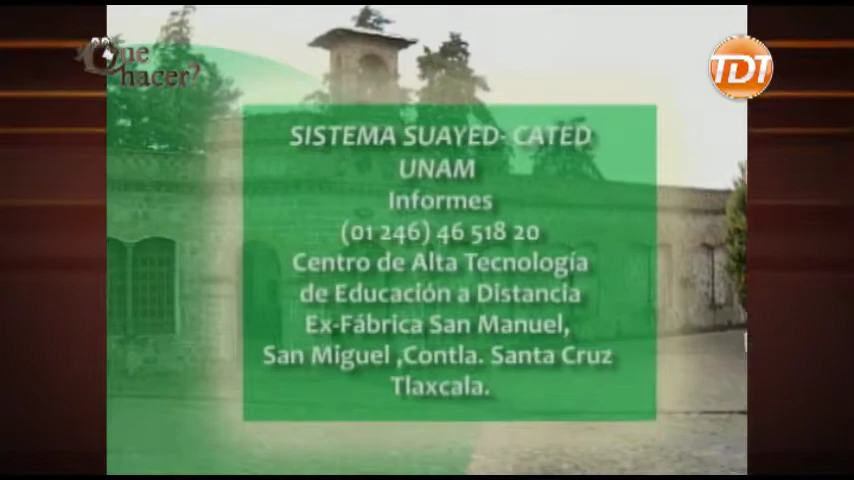 Que
hacer?
TDT
SISTEMA SUAYED- CATED
UNAM
Informes
(01 246) 46 518 20
Centro de Alta Tecnología
de Educación a Distancia
Ex-Fábrica San Manuel,
San Miguel ,Contla. Santa Cruz
Tlaxcala.